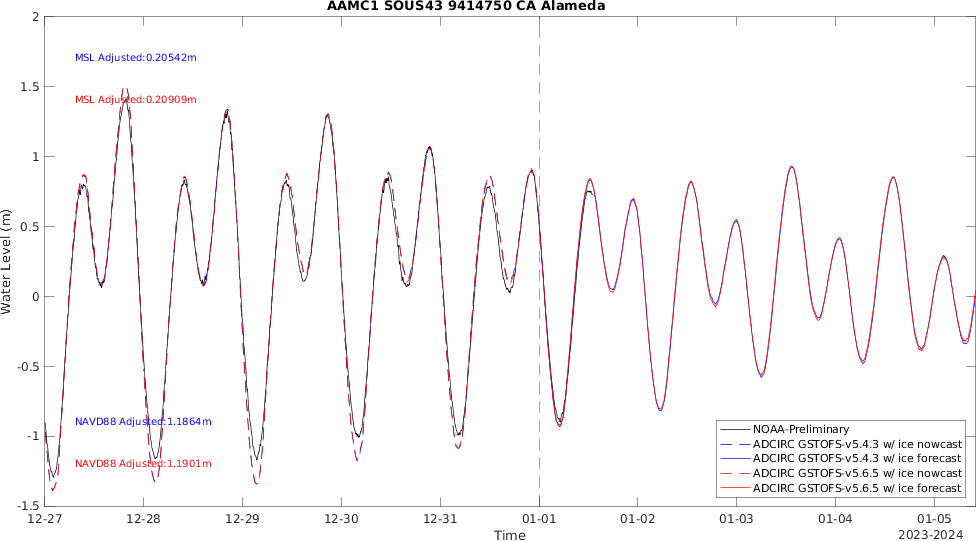 AAMC1 SOUS43 9414750 CA Alameda
2
1.5
1
0.5
0
-0.5
-1
-1.5
Water Level (m)
MSL Adjusted:0.20542m
MSL Adjusted:0.20909m
NAVD88 Adjusted:1.1864m
NAVD88 Adjusted:1.1901m
NOAA-Preliminary
ADCIRC GSTOFS-v5.4.3 w/ ice nowcast
ADCIRC GSTOFS-v5.4.3 w/ ice forecast
ADCIRC GSTOFS-v5.6.5 w/ ice nowcast
ADCIRC GSTOFS-v5.6.5 w/ ice forecast
12-27 12-28 12-29 12-30 12-31 01-01 01-02 01-03 01-04 01-05
Time
2023-2024